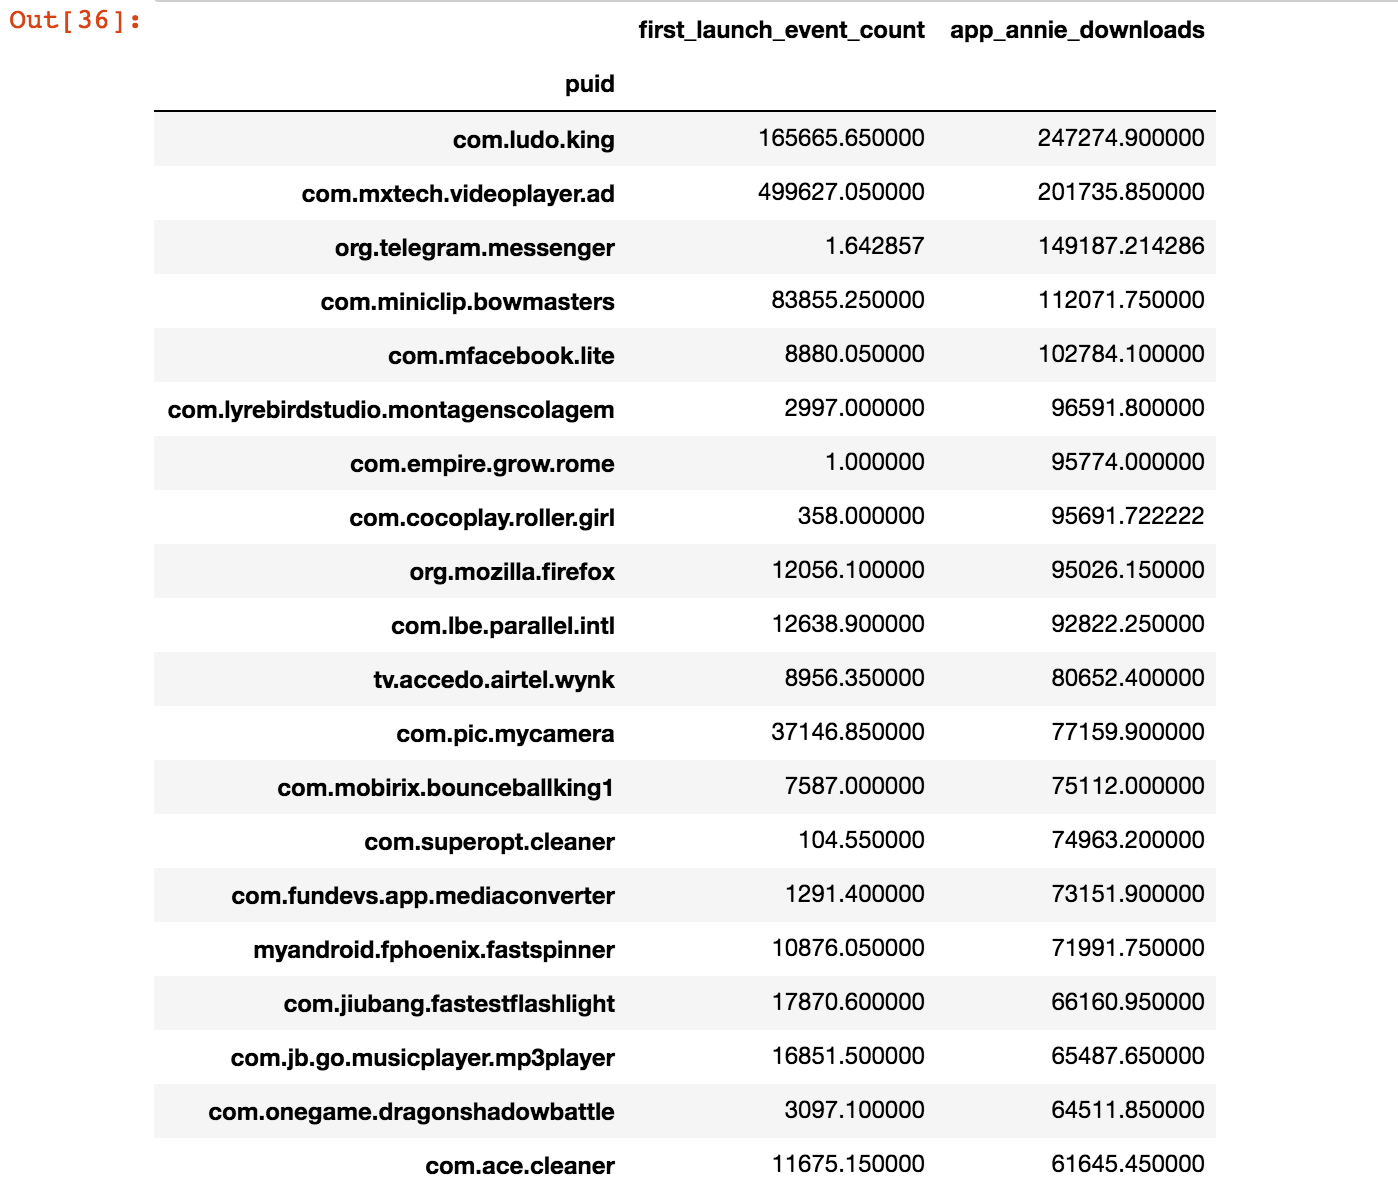 Out[36]:
first_launch_event_count app_annie_downloads
puid
com.ludo.king 165665.650000 247274.900000
com.mxtech.videoplayer.ad 499627.050000 201735.850000
org.telegram.messenger 1.642857 149187.214286
com.miniclip.bowmasters 83855.250000 112071.750000
com.mfacebook.lite 8880.050000 102784.100000
com.lyrebirdstudio.montagenscolagem 2997.000000 96591.800000
com.empire.grow.rome 1.000000 95774.000000
com.cocoplay.roller.girl 358.000000 95691.722222
org.mozilla.firefox 12056.100000 95026.150000
com.lbe.parallel.intl 12638.900000 92822.250000
tv.accedo.airtel.wynk 8956.350000 80652.400000
com.pic.mycamera 37146.850000 77159.900000
com.mobirix.bounceballking1 7587.000000 75112.000000
com.superopt.cleaner 104.550000 74963.200000
com.fundevs.app.mediaconverter 1291.400000 73151.900000
myandroid.fphoenix.fastspinner 10876.050000 71991.750000
com.jiubang.fastestflashlight 17870.600000 66160.950000
com.jb.go.musicplayer.mp3player 16851.500000 65487.650000
com.onegame.dragonshadowbattle 3097.100000 64511.850000
com.ace.cleaner 11675.150000 61645.450000